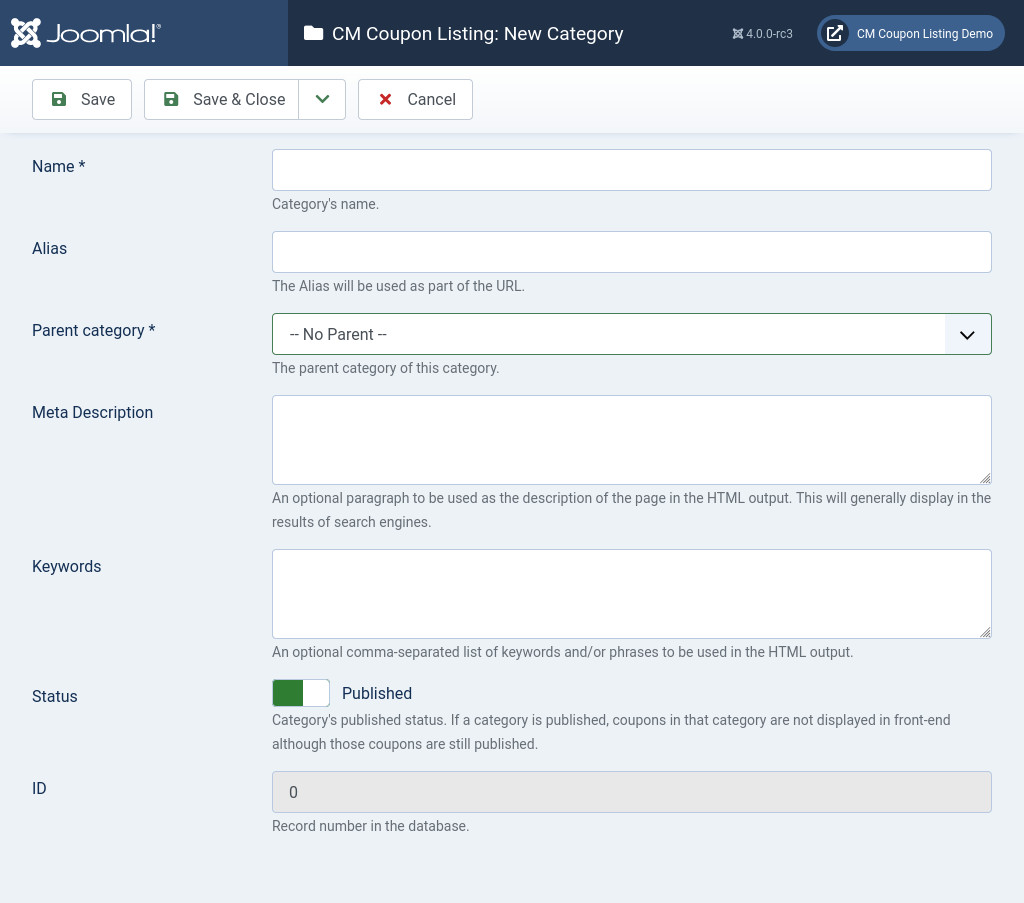 Joomla!® CM Coupon Listing: New Category 4.0.0-rc3 CM Coupon Listing Demo
Save Save & Close Cancel
Name *
Category's name.
Alias
The Alias will be used as part of the URL.
Parent category * -- No Parent --
The parent category of this category.
Meta Description
An optional paragraph to be used as the description of the page in the HTML output. This will generally display in the
results of search engines.
Keywords
An optional comma-separated list of keywords and/or phrases to be used in the HTML output.
Status Published
Category's published status. If a category is published, coupons in that category are not displayed in front-end
although those coupons are still published.
ID 0
Record number in the database.